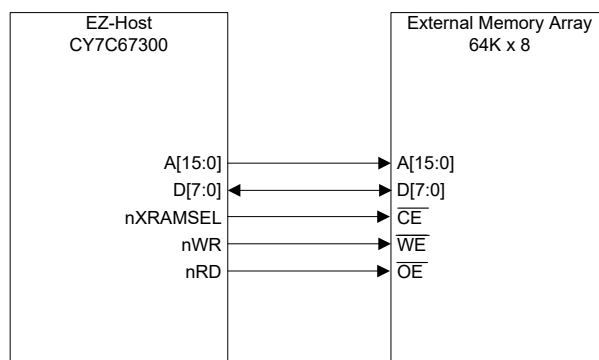 EZ-Host
CY7C67300
External Memory Array
64K x 8
A[15:0]
A[15:0]
D[7:0]
D[7:0]
nXRAMSEL
CE
nWR
WE
nRD
OE